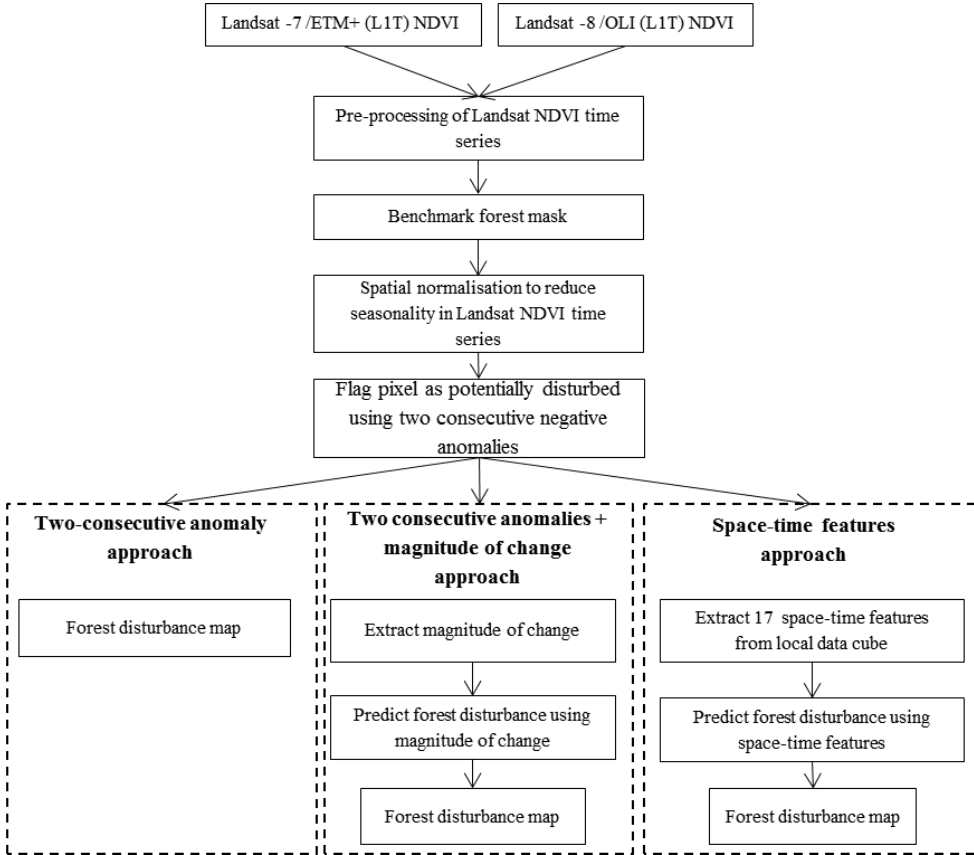 Landsat -7 /ETM+ (L1T) NDVI
Landsat -8 /OLI (L1T) NDVI
Pre-processing of Landsat NDVI time
series
Benchmark forest mask
Spatial normalisation to reduce
seasonality in Landsat NDVI time
series
Flag pixel as potentially disturbed
using two consecutive negative
anomalies
Two-consecutive anomaly
approach
Forest disturbance map
Two consecutive anomalies +
magnitude of change
approach
Extract magnitude of change
Predict forest disturbance using
magnitude of change
Forest disturbance map
Space-time features
approach
Extract 17 space-time features
from local data cube
Predict forest disturbance using
space-time features
Forest disturbance map